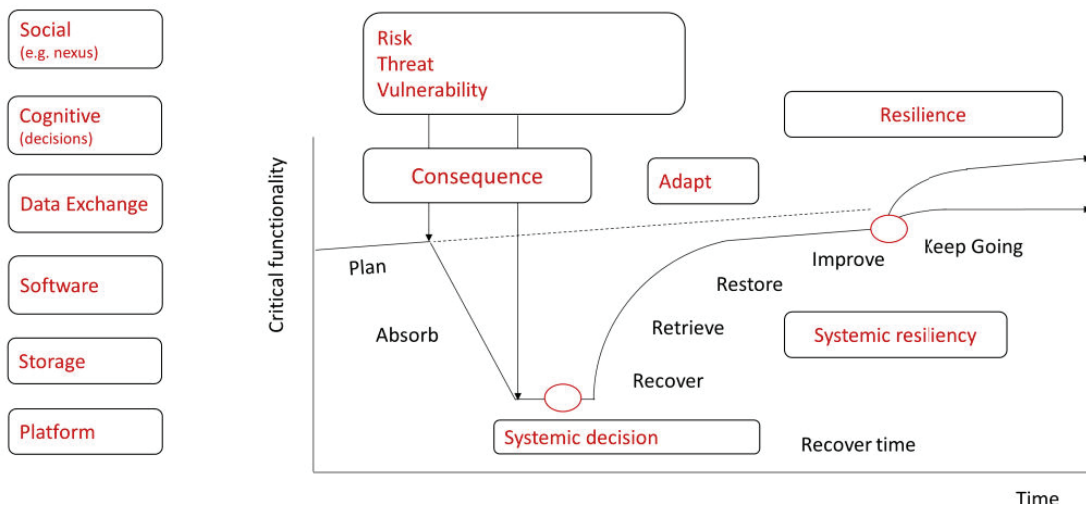 Social
(e.g. nexus)
Cognitive
(decisions)
Data Exchange
Software
Storage
Platform
Risk
Threat
Vulnerability
Consequence
Adapt
Resilience
Critical functionality
Plan
Absorb
Recover
Retrieve
Restore
Improve
Keep Going
Systemic resiliency
Systemic decision
Recover time
Time